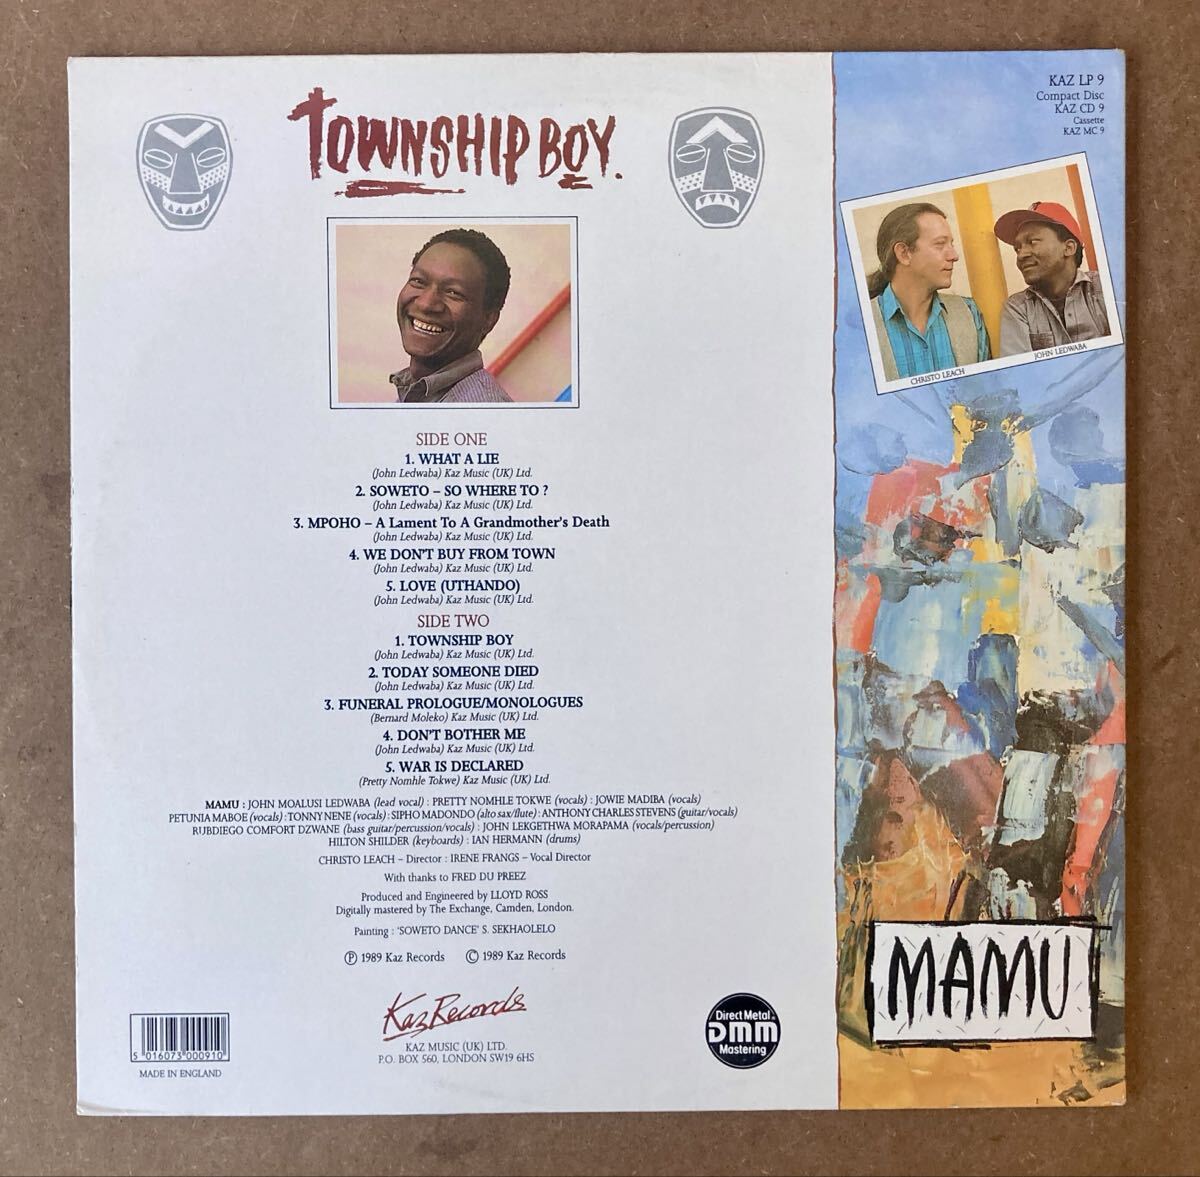 TOWNSHIP BOY.
KAZ LP 9
Compact Disc
KAZ CD 9
Cassette
KAZ MC 9
CHRISTO LEACH
JOHN LEDWABA
SIDE ONE
1. WHAT A LIE
(John Ledwaba) Kaz Music (UK) Ltd.
2. SOWETO – SO WHERE TO ?
(John Ledwaba) Kaz Music (UK) Ltd.
3. MPOHO – A Lament To A Grandmother's Death
(John Ledwaba) Kaz Music (UK) Ltd.
4. WE DON'T BUY FROM TOWN
(John Ledwaba) Kaz Music (UK) Ltd.
5. LOVE (UTHANDO)
(John Ledwaba) Kaz Music (UK) Ltd.
SIDE TWO
1. TOWNSHIP BOY
(John Ledwaba) Kaz Music (UK) Ltd.
2. TODAY SOMEONE DIED
(John Ledwaba) Kaz Music (UK) Ltd.
3. FUNERAL PROLOGUE/MONOLOGUES
(Bernard Moleko) Kaz Music (UK) Ltd.
4. DON'T BOTHER ME
(John Ledwaba) Kaz Music (UK) Ltd.
5. WAR IS DECLARED
(Pretty Nomhle Tokwe) Kaz Music (UK) Ltd.
MAMU : JOHN MOALUSI LEDWABA (lead vocal) : PRETTY NOMHLE TOKWE (vocals) : JOWIE MADIBA (vocals)
PETUNIA MABOE (vocals) : TONNY NENE (vocals) : SIPHO MADONDO (alto sax/flute) : ANTHONY CHARLES STEVENS (guitar/vocals)
RUBDIEGO COMFORT DZWANE (bass guitar/percussion/vocals) : JOHN LEKGETHWA MORAPAMA (vocals/percussion)
HILTON SHILDER (keyboards) : IAN HERMANN (drums)
CHRISTO LEACH – Director : IRENE FRANGS – Vocal Director
With thanks to FRED DU PREEZ
Produced and Engineered by LLOYD ROSS
Digitally mastered by The Exchange, Camden, London.
Painting : 'SOWETO DANCE' S. SEKHAOLELO
Ⓟ 1989 Kaz Records © 1989 Kaz Records
Kaz Records
KAZ MUSIC (UK) LTD.
P.O. BOX 560, LONDON SW19 6HS
5 016073 000910
MADE IN ENGLAND
Direct Metal
DMM
Mastering
MAMU